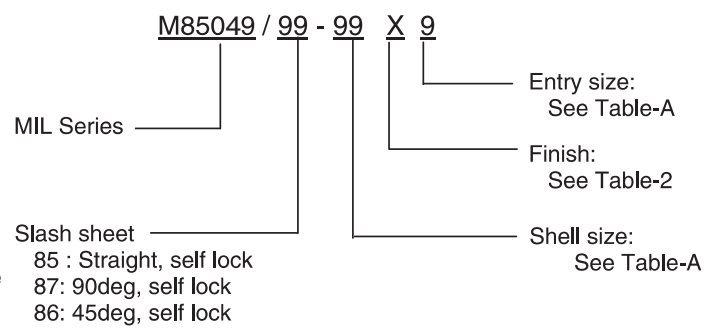 M85049 / 99 - 99 X 9
Entry size:
See Table-A
MIL Series
Finish:
See Table-2
Slash sheet
85 : Straight, self lock
87: 90deg, self lock
86: 45deg, self lock
Shell size:
See Table-A